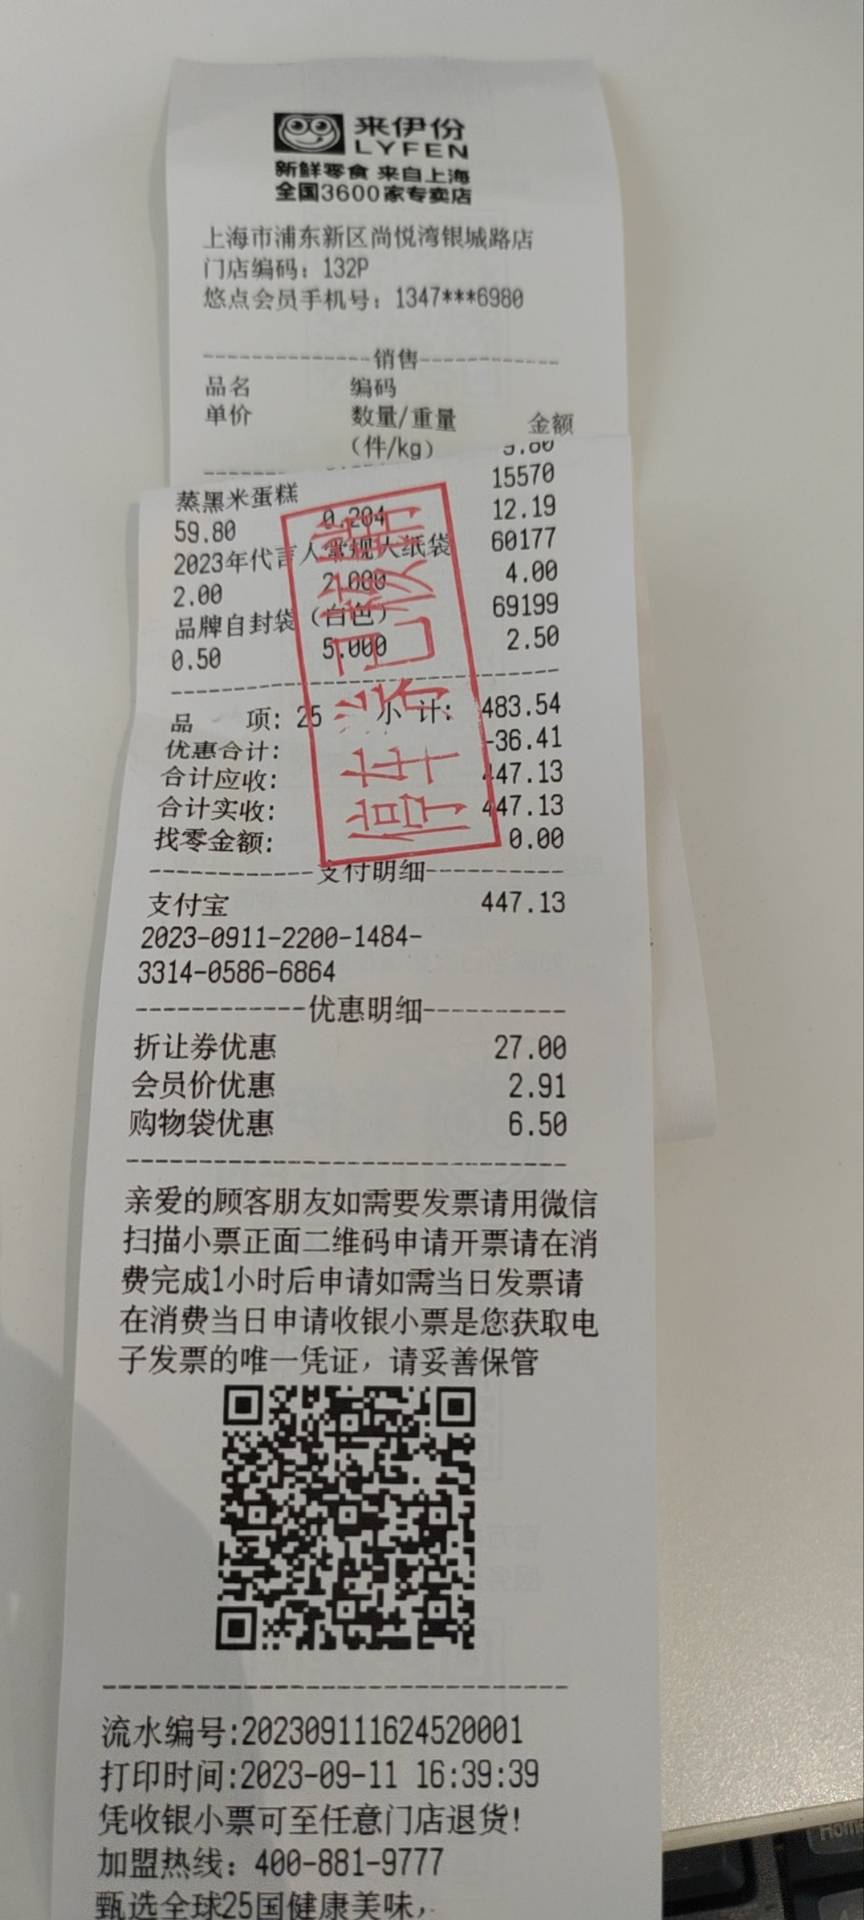 来伊份
LYFEN
新鲜零食 来自上海
全国3600家专卖店
上海市浦东新区尚悦湾银城路店
门店编码：132P
悠点会员手机号：1347***6980
--------------销售------------
品名 编码
单价 数量/重量 金额
(件/kg) 9.80
蒸黑米蛋糕 15570
59.80 0.204 12.19
2023年代言人常规大纸袋 60177
2.00 2.000 4.00
品牌自封袋（白色） 69199
0.50 5.000 2.50
品 项: 25 小 计: 483.54
优惠合计: -36.41
合计应收: 447.13
合计实收: 447.13
找零金额: 0.00
停车券已核销
------------支付明细----------
支付宝 447.13
2023-0911-2200-1484-
3314-0586-6864
------------优惠明细----------
折让券优惠 27.00
会员价优惠 2.91
购物袋优惠 6.50
亲爱的顾客朋友如需要发票请用微信
扫描小票正面二维码申请开票请在消
费完成1小时后申请如需当日发票请
在消费当日申请收银小票是您获取电
子发票的唯一凭证，请妥善保管
流水编号:202309111624520001
打印时间:2023-09-11 16:39:39
凭收银小票可至任意门店退货!
加盟热线：400-881-9777
甄选全球25国健康美味，
Home